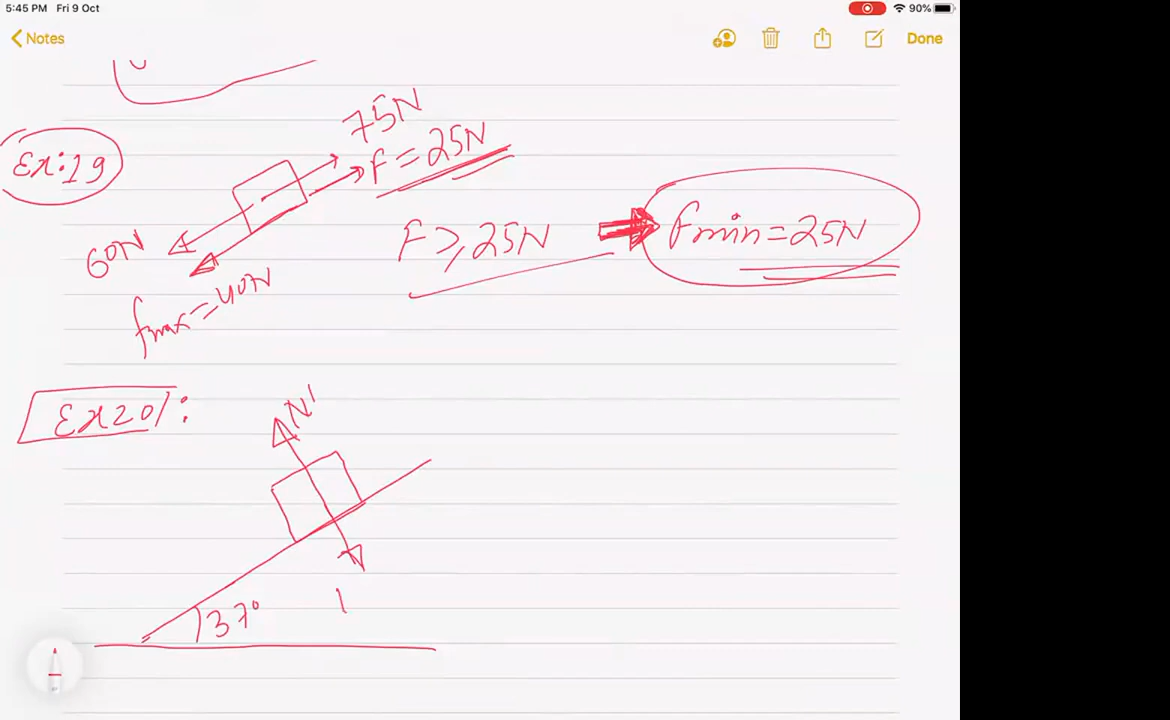 5:45 PM Fri 9 Oct
90%
Notes
Done
Ex:19
75N
F=25N
60N
fmax=40N
F≥25N
Fmin=25N
Ex20%:
N'
37°